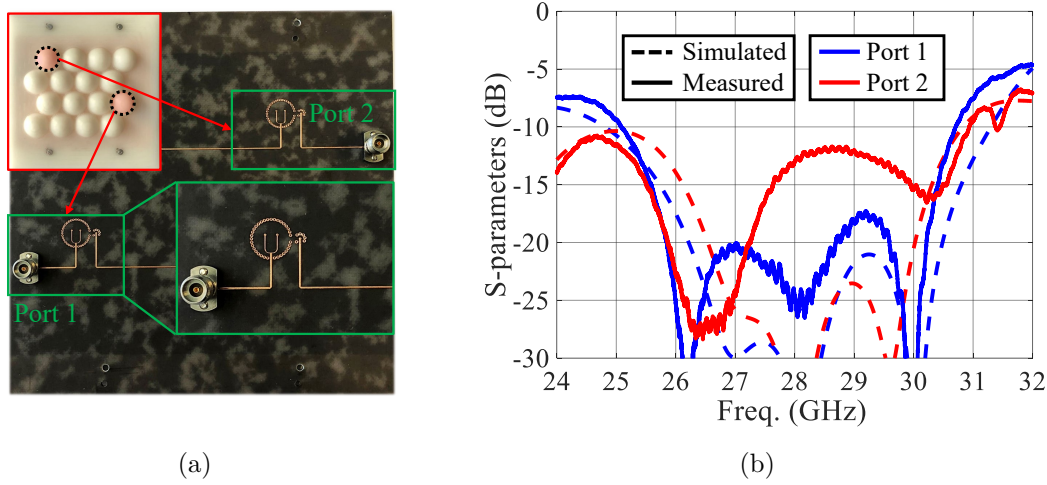 (a)
Port 2
Port 1
(b)
S-parameters (dB)
0
-5
-10
-15
-20
-25
-30
Simulated
Measured
Port 1
Port 2
24 25 26 27 28 29 30 31 32
Freq. (GHz)
(a)
(b)